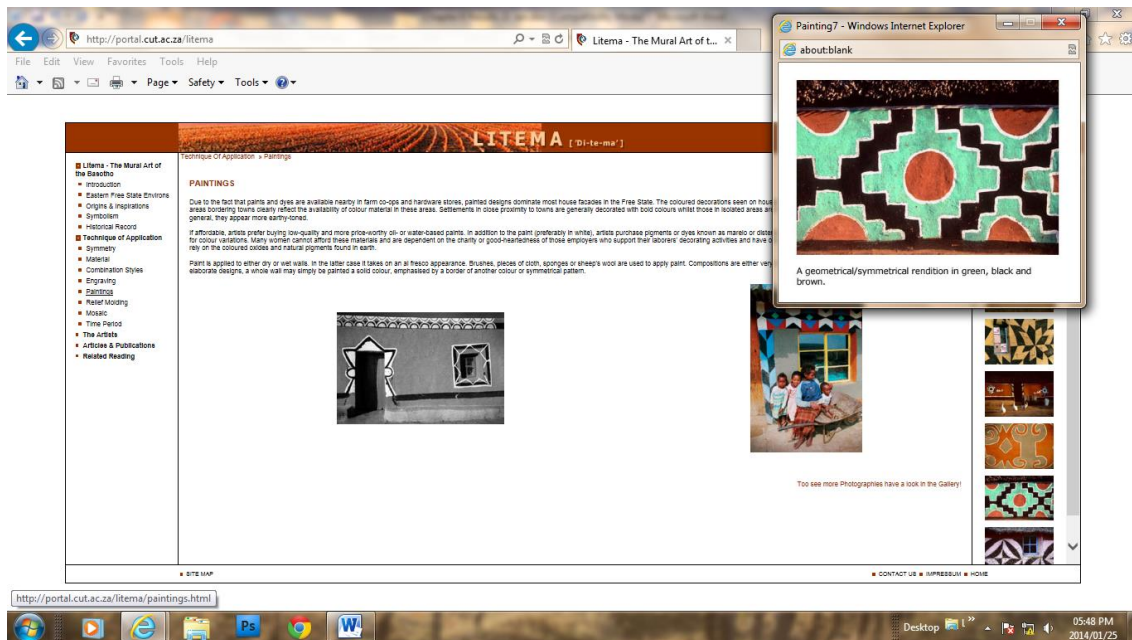 Painting7 - Windows Internet Explorer
http://portal.cut.ac.za/litema
Litema - The Mural Art of t...
about:blank
File Edit View Favorites Tools Help
Page Safety Tools
LITEMA ['Di-te-ma']
Technique Of Application » Paintings
Litema - The Mural Art of
the Basotho
Introduction
Eastern Free State Environs
Origins & Inspirations
Symbolism
Historical Record
Technique of Application
Symmetry
Material
Combination Styles
Engraving
Paintings
Relief Molding
Mosaic
Time Period
The Artists
Articles & Publications
Related Reading
PAINTINGS
Due to the fact that paints and dyes are available nearby in farm co-ops and hardware stores, painted designs dominate most house facades in the Free State. The coloured decorations seen on hous
areas bordering towns clearly reflect the availability of colour material in these areas. Settlements in close proximity to towns are generally decorated with bold colours whilst those in isolated areas ar
general, they appear more earthy-toned.
If affordable, artists prefer buying low-quality and more price-worthy oil- or water-based paints. In addition to the paint (preferably in white), artists purchase pigments or dyes known as marelo or diste
for colour variations. Many women cannot afford these materials and are dependent on the charity or good-heartedness of those employers who support their laborers' decorating activities and have o
rely on the coloured oxides and natural pigments found in earth.
Paint is applied to either dry or wet walls. In the latter case it takes on an al fresco appearance. Brushes, pieces of cloth, sponges or sheep's wool are used to apply paint. Compositions are either very
elaborate designs, a whole wall may simply be painted a solid colour, emphasised by a border of another colour or symmetrical pattern.
A geometrical/symmetrical rendition in green, black and
brown.
Too see more Photographies have a look in the Gallery!
SITE MAP
CONTACT US IMPRESSUM HOME
http://portal.cut.ac.za/litema/paintings.html
Ps
W
Desktop
05:48 PM
2014/01/25